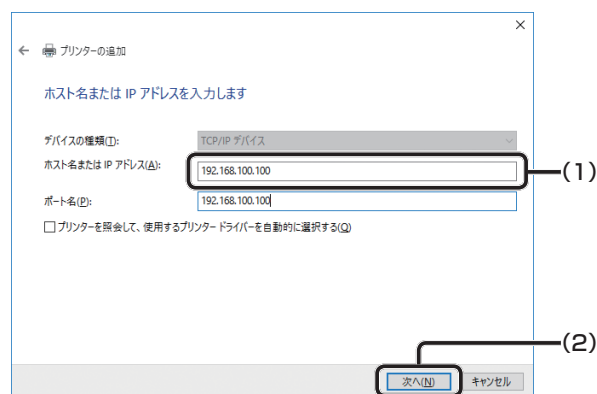 プリンターの追加
ホスト名または IP アドレスを入力します
デバイスの種類(T): TCP/IP デバイス
ホスト名または IP アドレス(A): 192.168.100.100 (1)
ポート名(P): 192.168.100.100
プリンターを照会して、使用するプリンター ドライバーを自動的に選択する(Q)
(2)
次へ(N) キャンセル